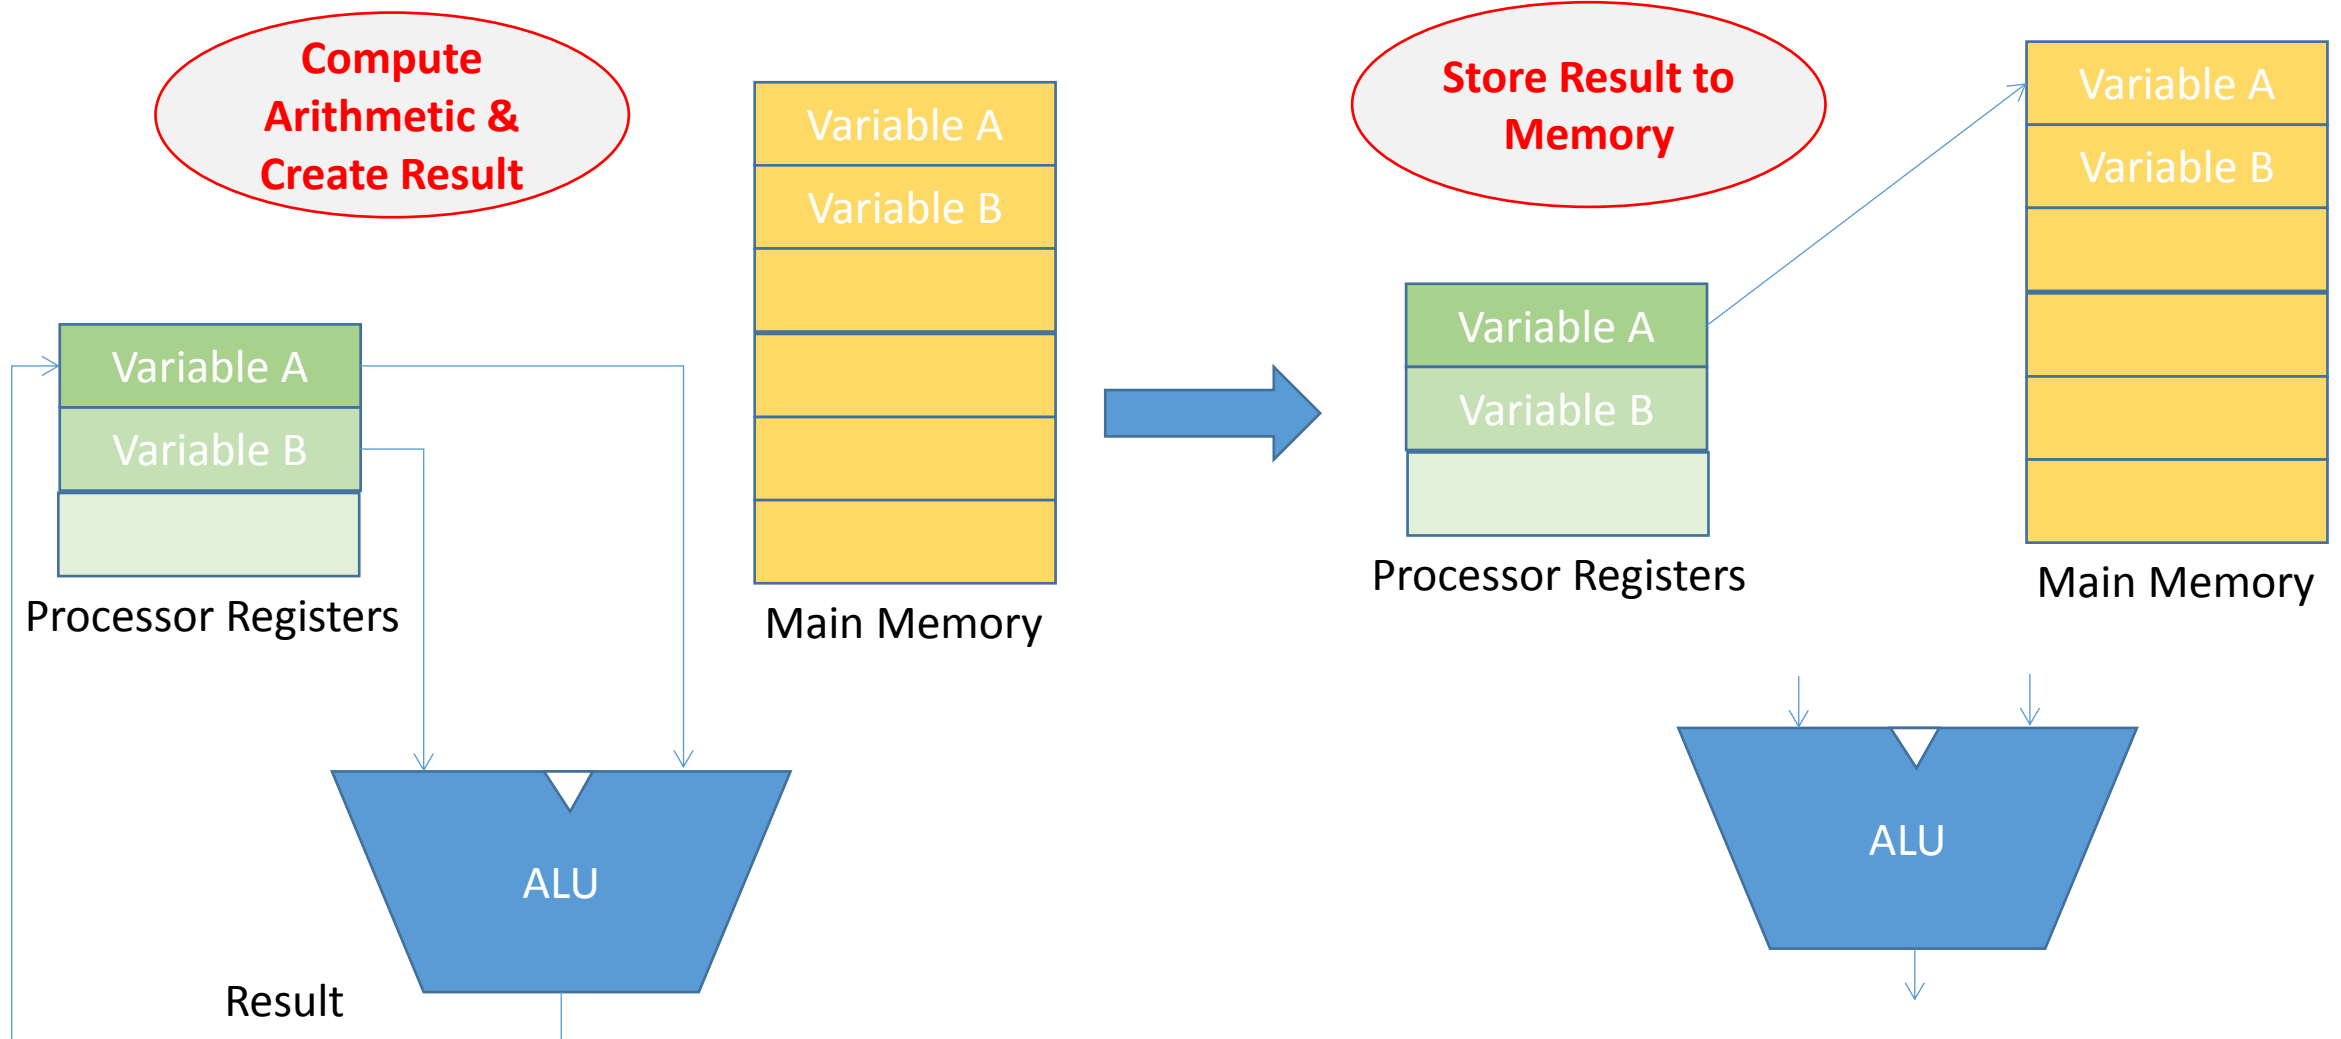 Compute
Arithmetic &
Create Result
Variable A
Variable B
Variable A
Variable B
Processor Registers
Main Memory
ALU
Result
Store Result to
Memory
Variable A
Variable B
Variable A
Variable B
Processor Registers
Main Memory
ALU